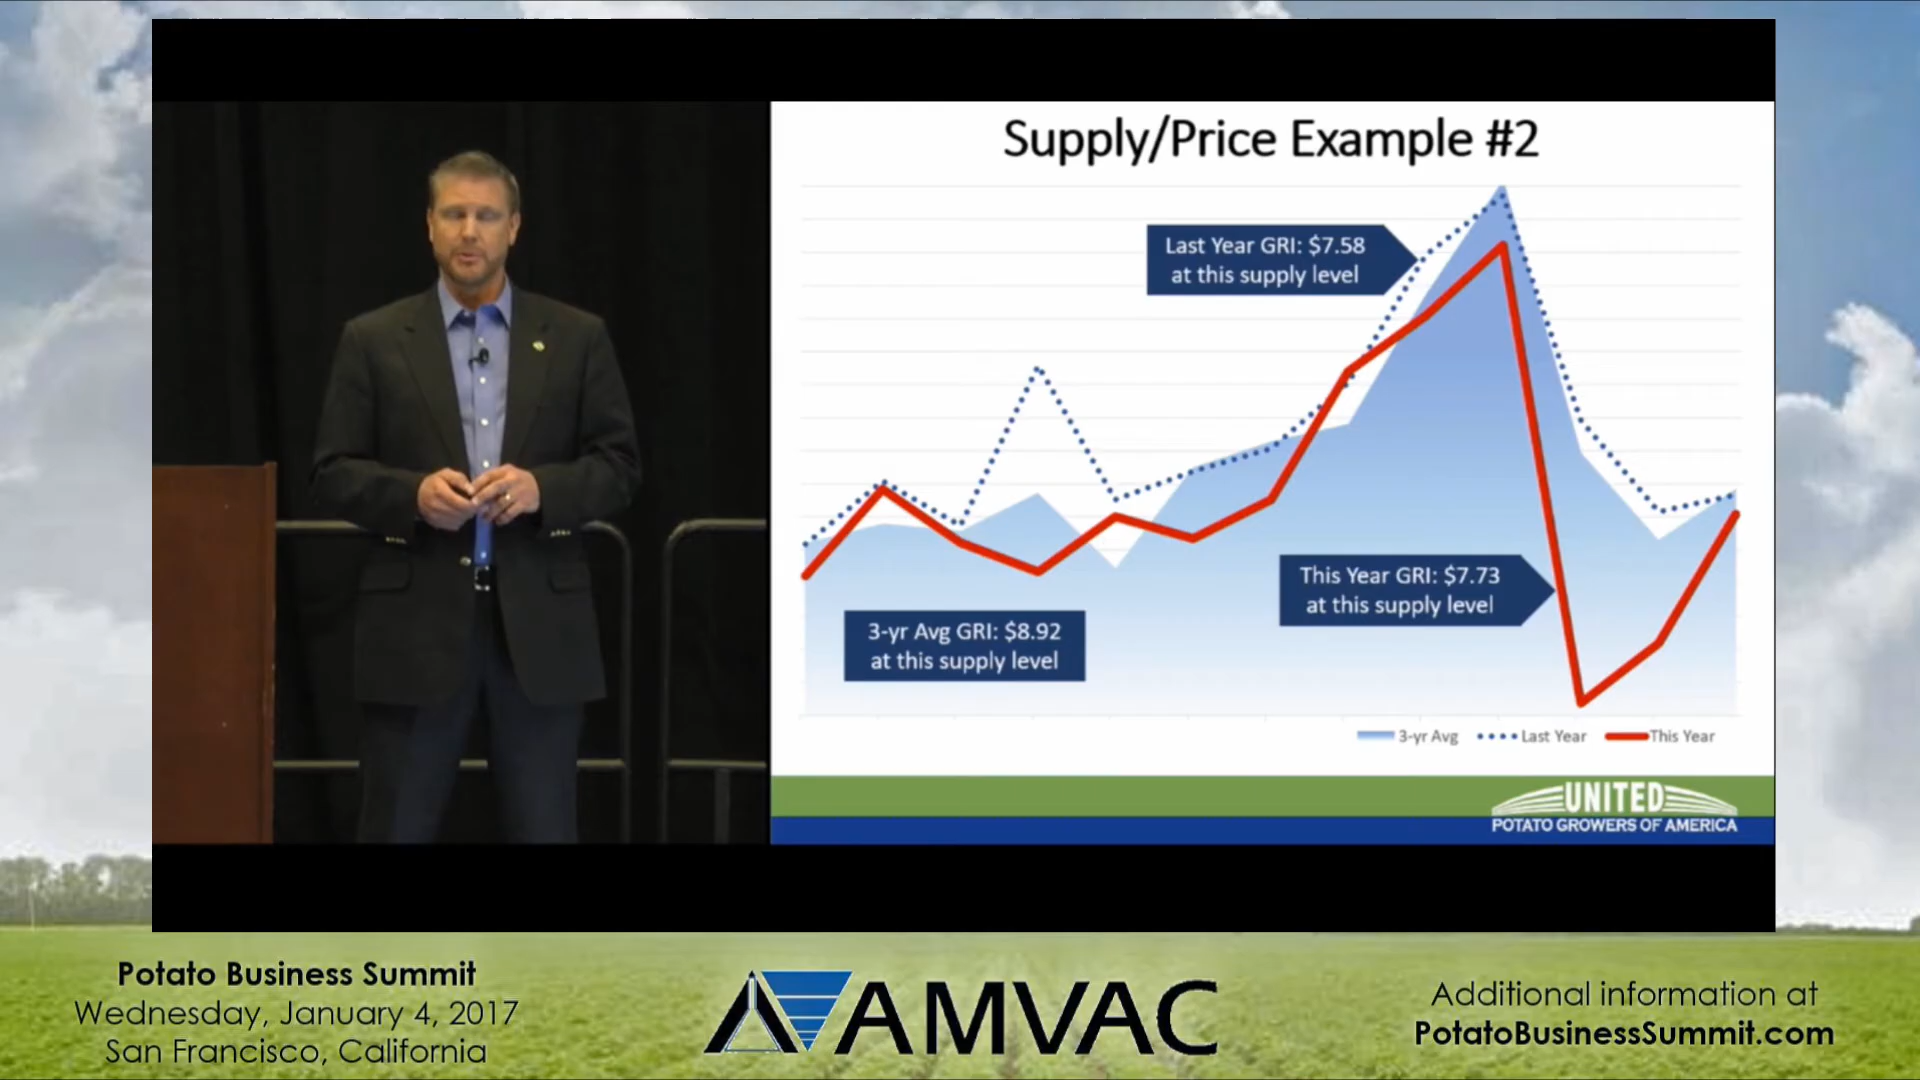 Supply/Price Example #2
Last Year GRI: $7.58
at this supply level
This Year GRI: $7.73
at this supply level
3-yr Avg GRI: $8.92
at this supply level
3-yr Avg
Last Year
This Year
UNITED
POTATO GROWERS OF AMERICA
Potato Business Summit
Wednesday, January 4, 2017
San Francisco, California
AMVAC
Additional information at
PotatoBusinessSummit.com